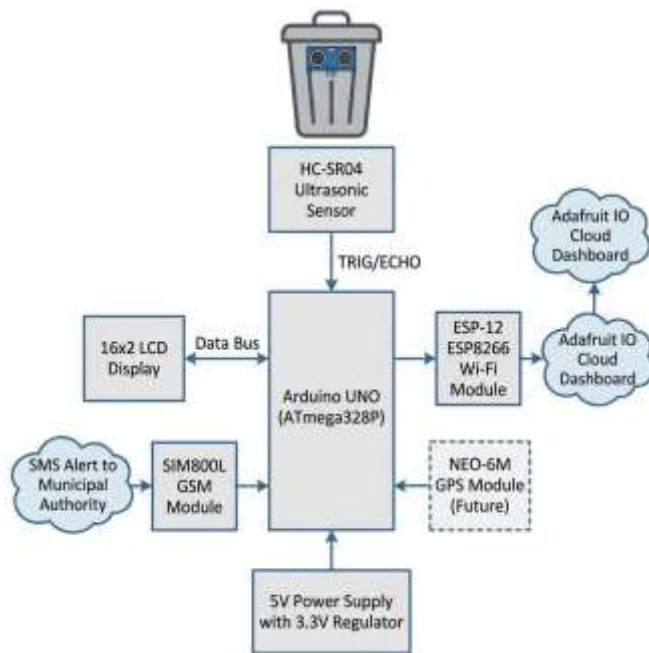 HC-SR04
Ultrasonic
Sensor
TRIG/ECHO
Adafruit IO
Cloud
Dashboard
16x2 LCD
Display
Data Bus
Arduino UNO
(ATmega328P)
ESP-12
ESP8266
Wi-Fi
Module
Adafruit IO
Cloud
Dashboard
SMS Alert to
Municipal
Authority
SIM800L
GSM
Module
NEO-6M
GPS Module
(Future)
5V Power Supply
with 3.3V Regulator